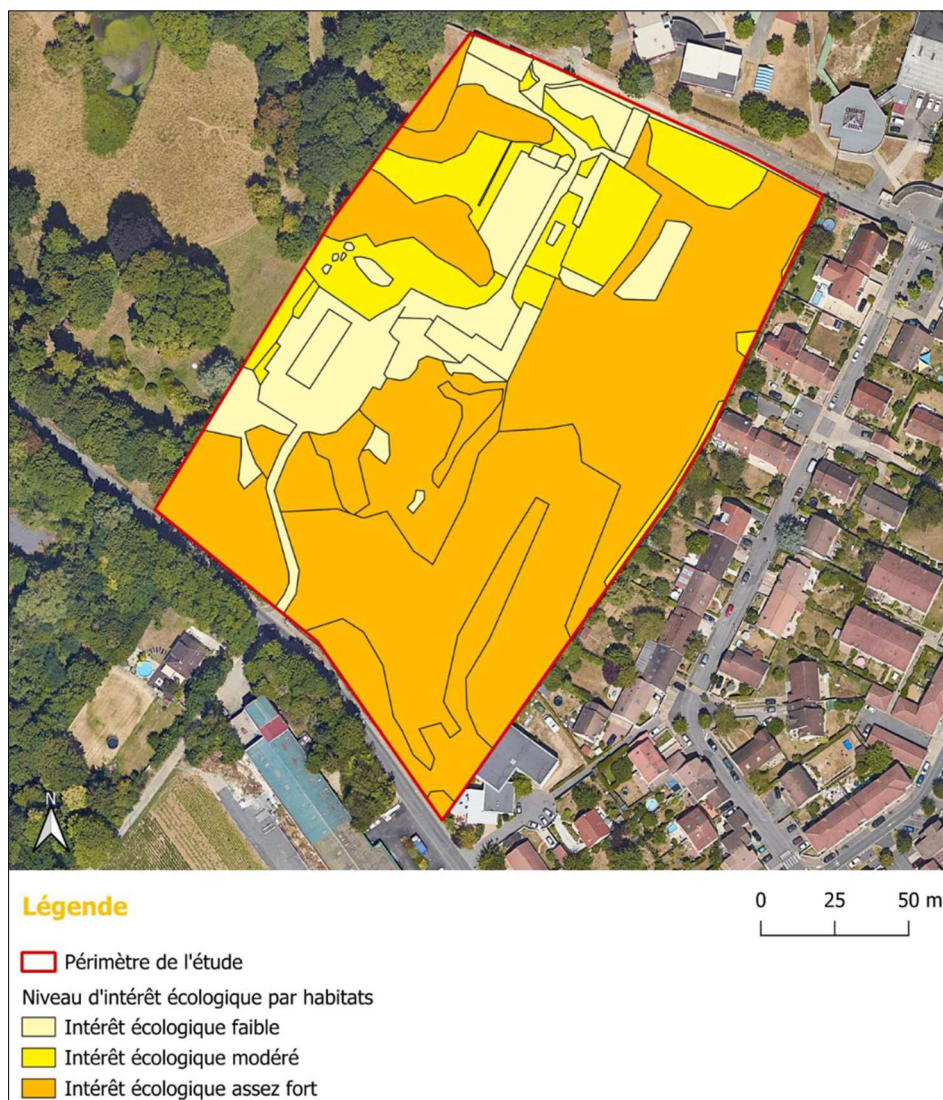 N
Légende
0 25 50 m
Périmètre de l'étude
Niveau d'intérêt écologique par habitats
Intérêt écologique faible
Intérêt écologique modéré
Intérêt écologique assez fort